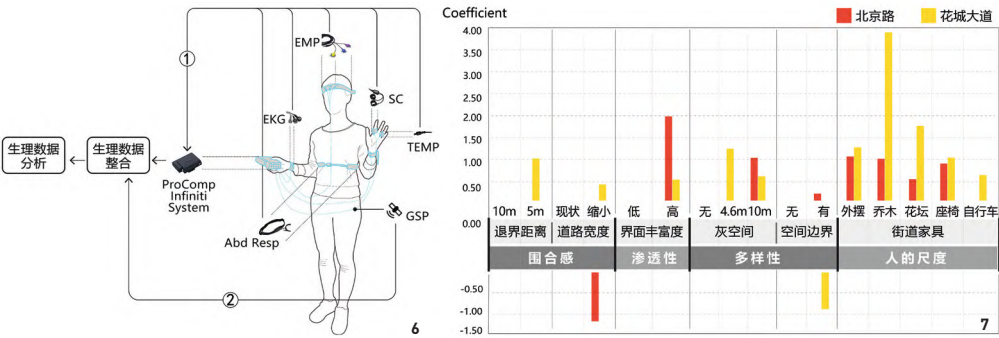 ①
EMP
SC
EKG
TEMP
生理数据
分析
生理数据
整合
ProComp
Infiniti
System
Abd Resp
GSP
②
6
Coefficient
北京路
花城大道
4.00
3.50
3.00
2.50
2.00
1.50
1.00
0.50
0.00
10m 5m 现状 缩小 低 高 无 4.6m 10m 无 有 外摆 乔木 花坛 座椅 自行车
退界距离 道路宽度 界面丰富度 灰空间 空间边界 街道家具
围合感 渗透性 多样性 人的尺度
-0.50
-1.00
-1.50
7